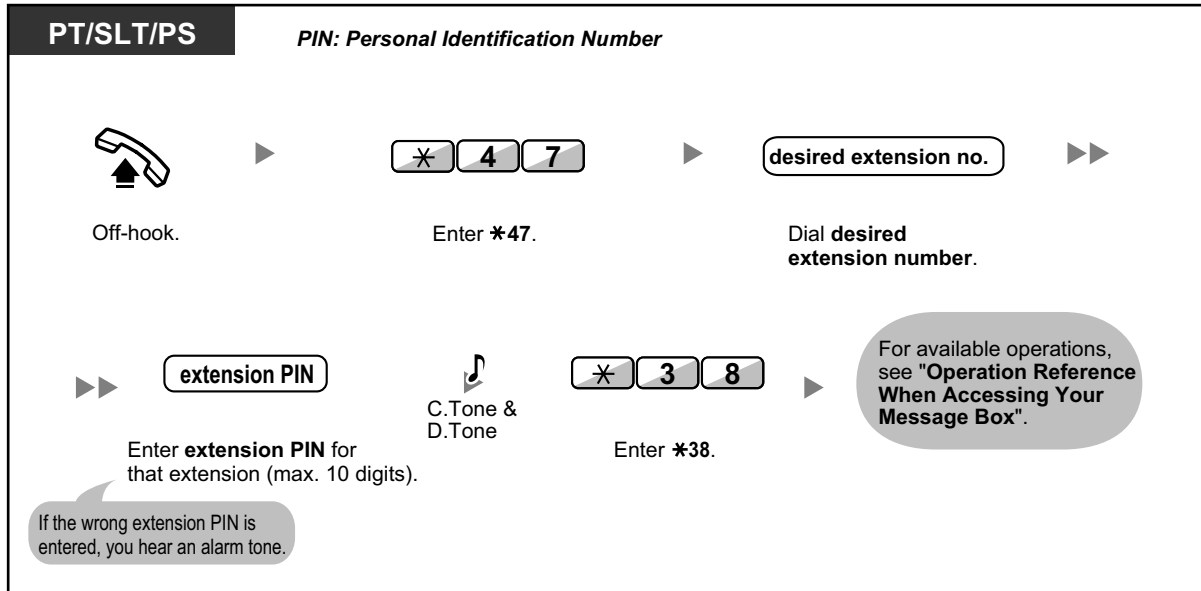 PT/SLT/PS
PIN: Personal Identification Number
* 4 7
desired extension no.
Off-hook.
Enter *47.
Dial desired
extension number.
extension PIN
* 3 8
C.Tone &
D.Tone
Enter extension PIN for
that extension (max. 10 digits).
Enter *38.
For available operations,
see "Operation Reference
When Accessing Your
Message Box".
If the wrong extension PIN is
entered, you hear an alarm tone.